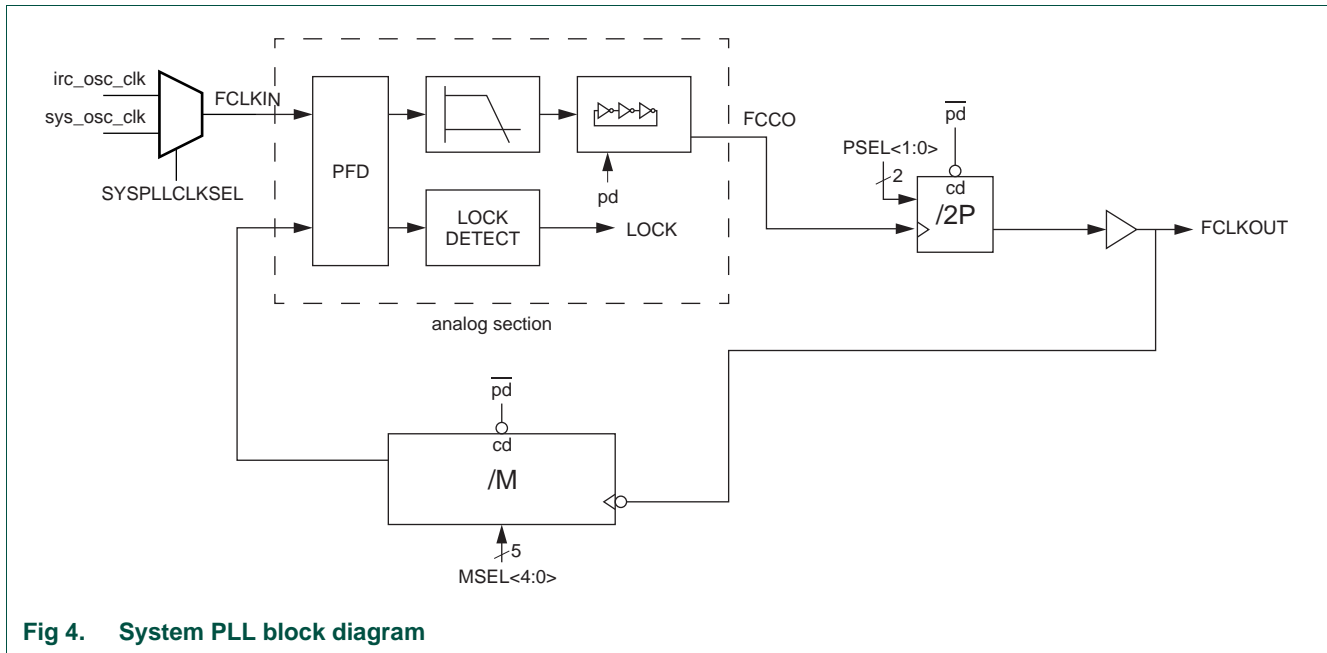 irc_osc_clk
sys_osc_clk
SYSPLLCLKSEL
FCLKIN
PFD
LOCK
DETECT
LOCK
pd
FCCO
analog section
PSEL<1:0>
2
pd
cd
/2P
FCLKOUT
pd
cd
/M
5
MSEL<4:0>
Fig 4. System PLL block diagram